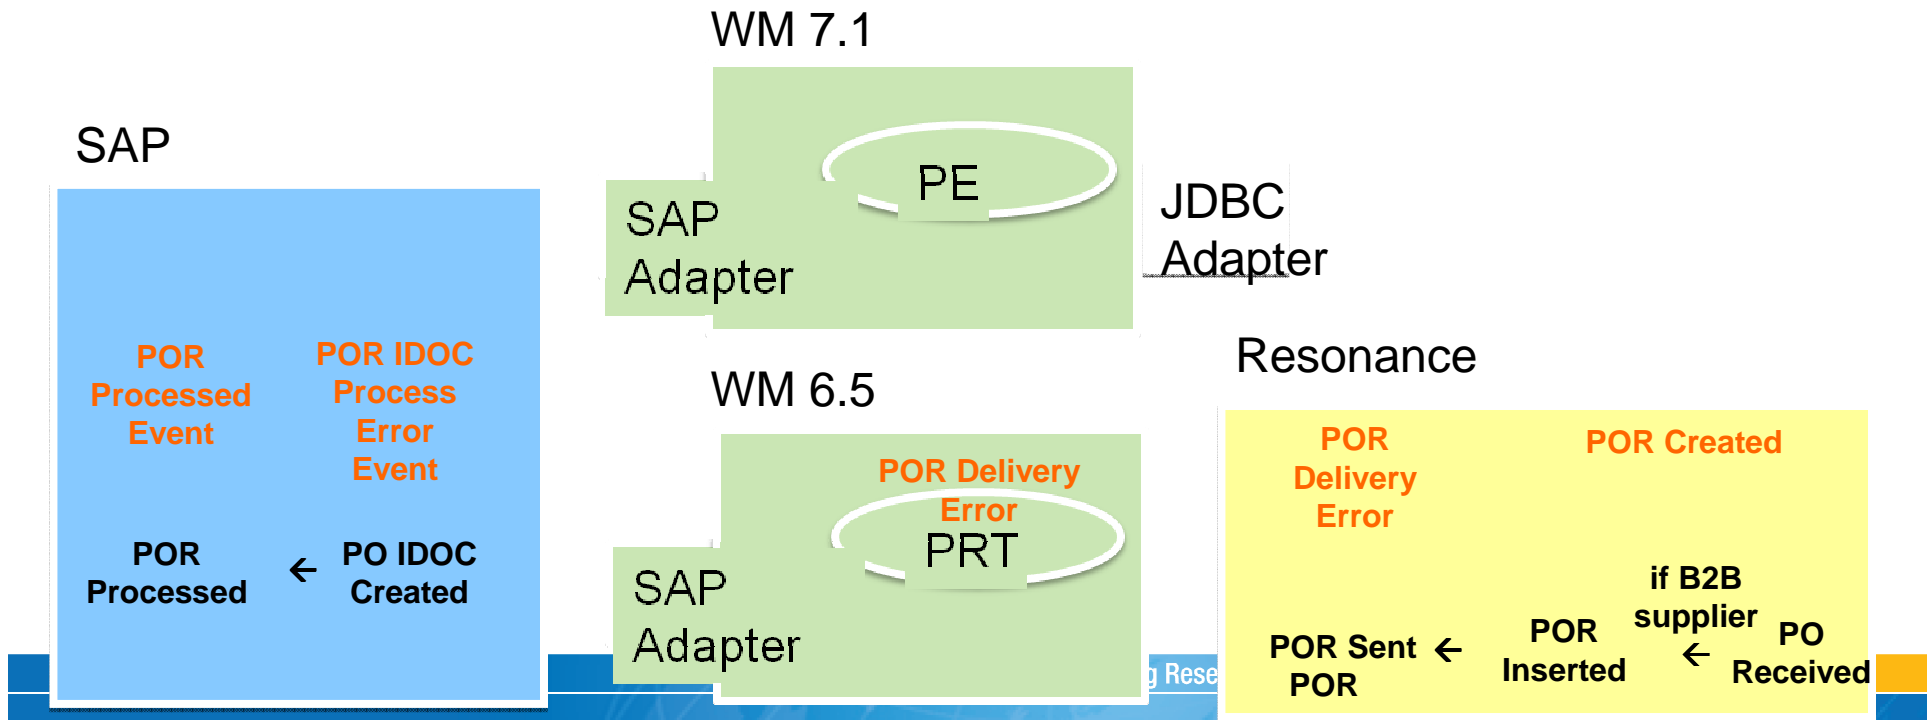 WM 7.1
SAP
PE
SAP
Adapter
JDBC
Adapter
POR
Processed
Event
POR IDOC
Process
Error
Event
POR
Processed
←
PO IDOC
Created
WM 6.5
POR Delivery
Error
PRT
SAP
Adapter
Resonance
POR
Delivery
Error
POR Created
if B2B
supplier
POR Sent
POR
←
POR
Inserted
←
PO
Received